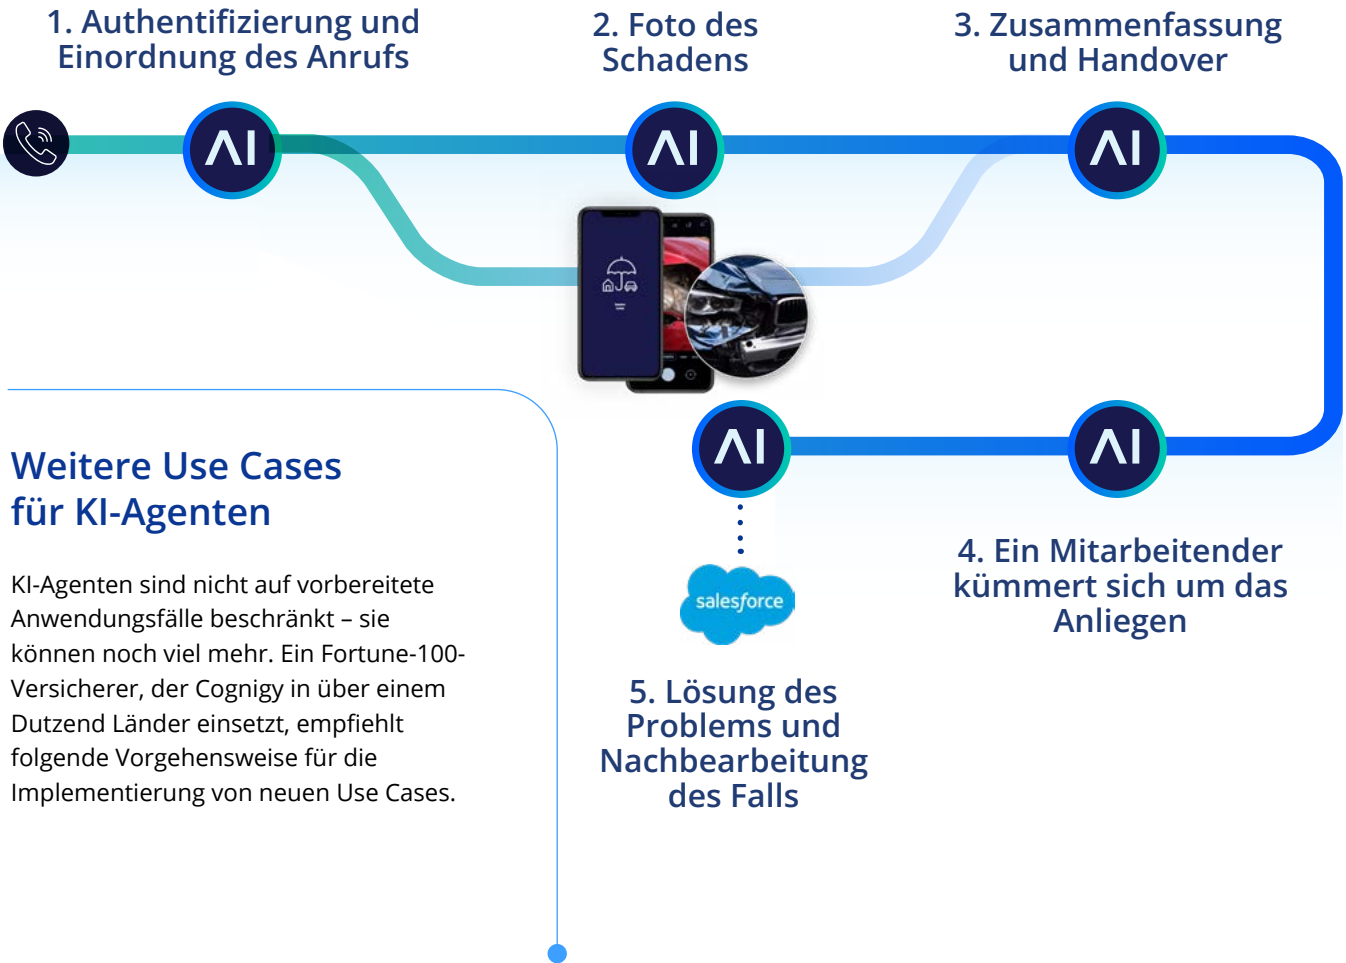 1. Authentifizierung und
Einordnung des Anrufs
2. Foto des
Schadens
3. Zusammenfassung
und Handover
AI
AI
AI
AI
AI
4. Ein Mitarbeitender
kümmert sich um das
Anliegen
salesforce
5. Lösung des
Problems und
Nachbearbeitung
des Falls
Weitere Use Cases
für KI-Agenten
KI-Agenten sind nicht auf vorbereitete
Anwendungsfälle beschränkt – sie
können noch viel mehr. Ein Fortune-100-
Versicherer, der Cognigy in über einem
Dutzend Länder einsetzt, empfiehlt
folgende Vorgehensweise für die
Implementierung von neuen Use Cases.